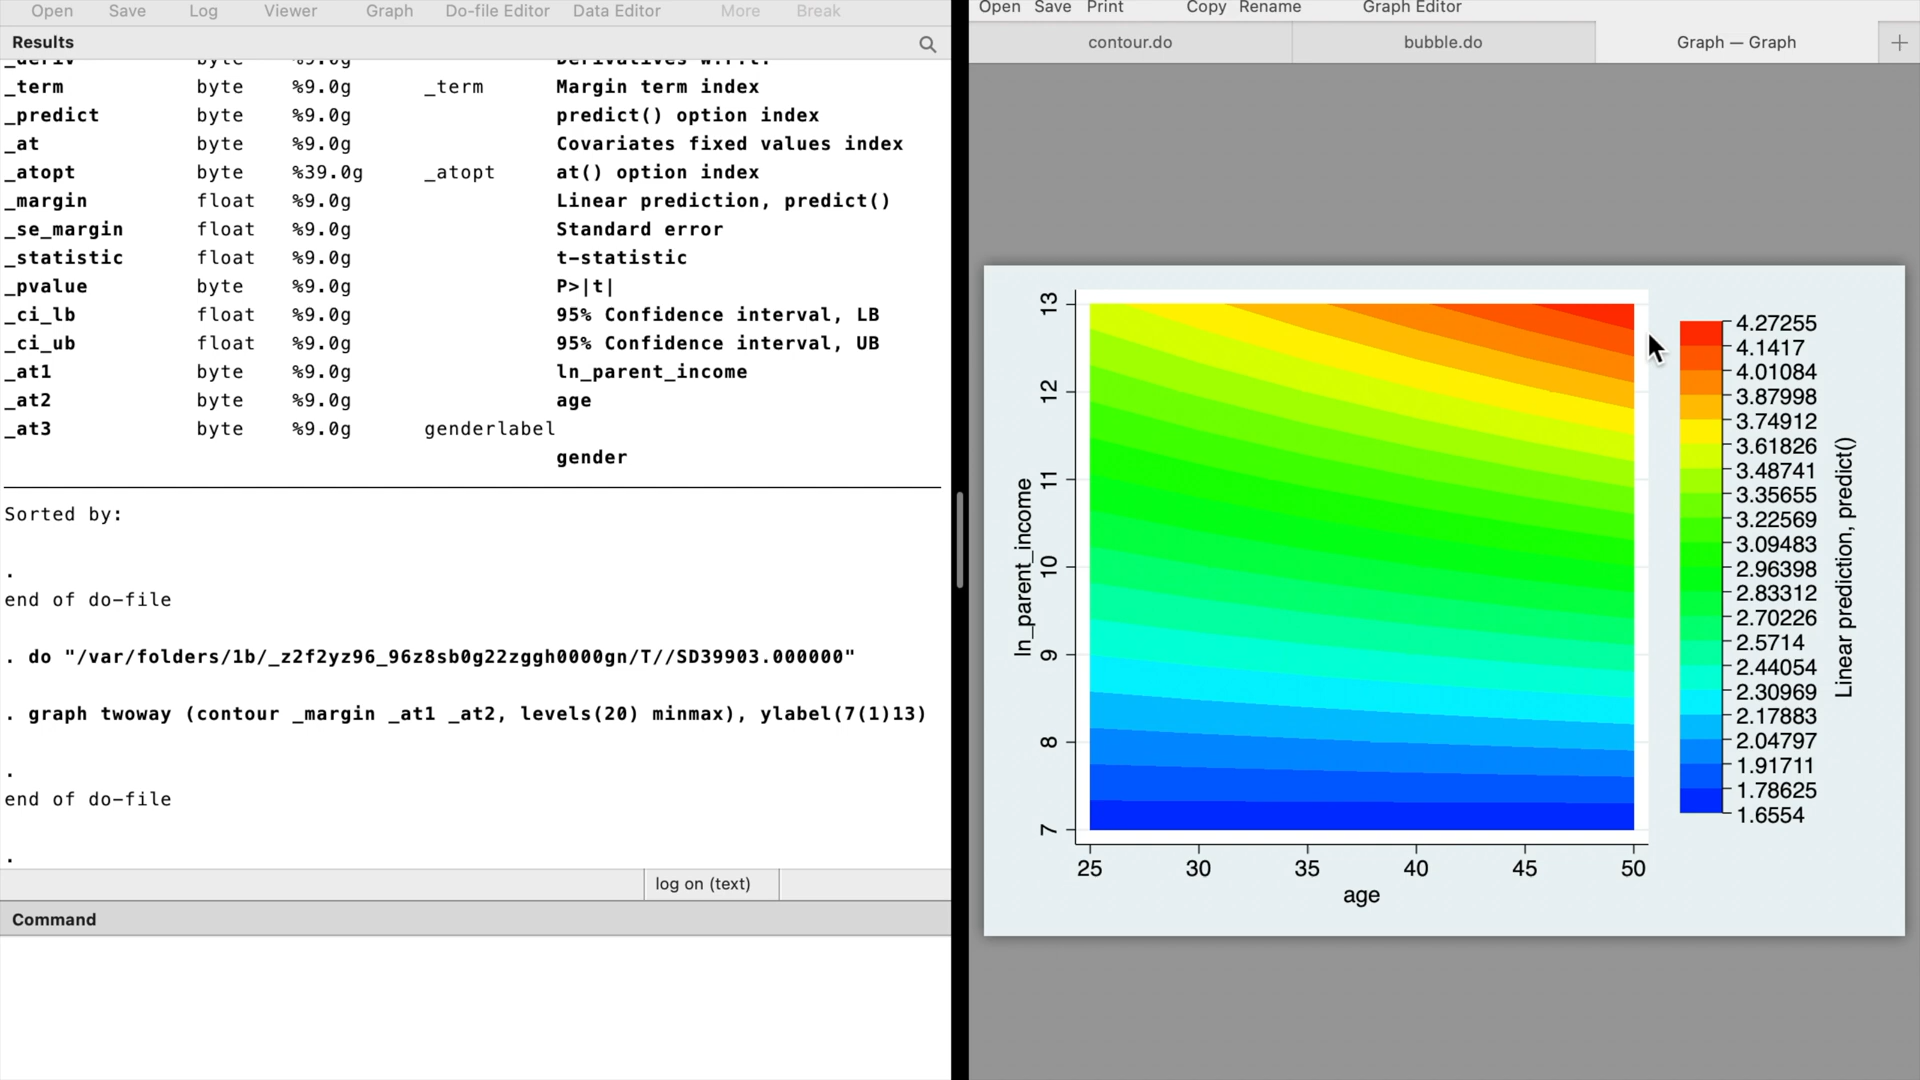 Open Save Log Viewer Graph Do-file Editor Data Editor More Break
Results
_deriv byte %9.0g Derivatives w.r.t.
_term byte %9.0g _term Margin term index
_predict byte %9.0g predict() option index
_at byte %9.0g Covariates fixed values index
_atopt byte %39.0g _atopt at() option index
_margin float %9.0g Linear prediction, predict()
_se_margin float %9.0g Standard error
_statistic float %9.0g t-statistic
_pvalue byte %9.0g P>|t|
_ci_lb float %9.0g 95% Confidence interval, LB
_ci_ub float %9.0g 95% Confidence interval, UB
_at1 byte %9.0g ln_parent_income
_at2 byte %9.0g age
_at3 byte %9.0g genderlabel
gender
Sorted by:
.
end of do-file
. do "/var/folders/1b/_z2f2yz96_96z8sb0g22zggh0000gn/T//SD39903.000000"
. graph twoway (contour _margin _at1 _at2, levels(20) minmax), ylabel(7(1)13)
.
end of do-file
.
log on (text)
Command
Open Save Print Copy Rename Graph Editor
contour.do bubble.do Graph — Graph
ln_parent_income
13
12
11
10
9
8
7
25 30 35 40 45 50
age
4.27255
4.1417
4.01084
3.87998
3.74912
3.61826
3.48741
3.35655
3.22569
3.09483
2.96398
2.83312
2.70226
2.5714
2.44054
2.30969
2.17883
2.04797
1.91711
1.78625
1.6554
Linear prediction, predict()